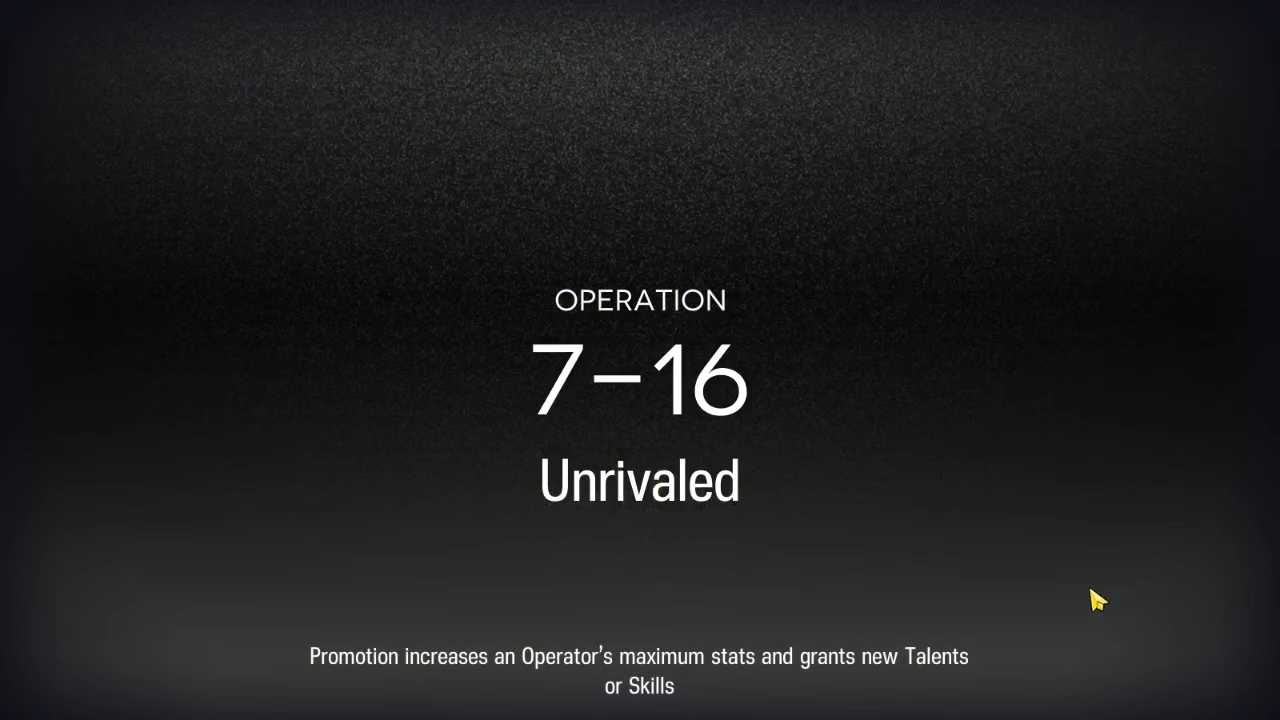 OPERATION
7-16
Unrivaled
Promotion increases an Operator's maximum stats and grants new Talents
or Skills